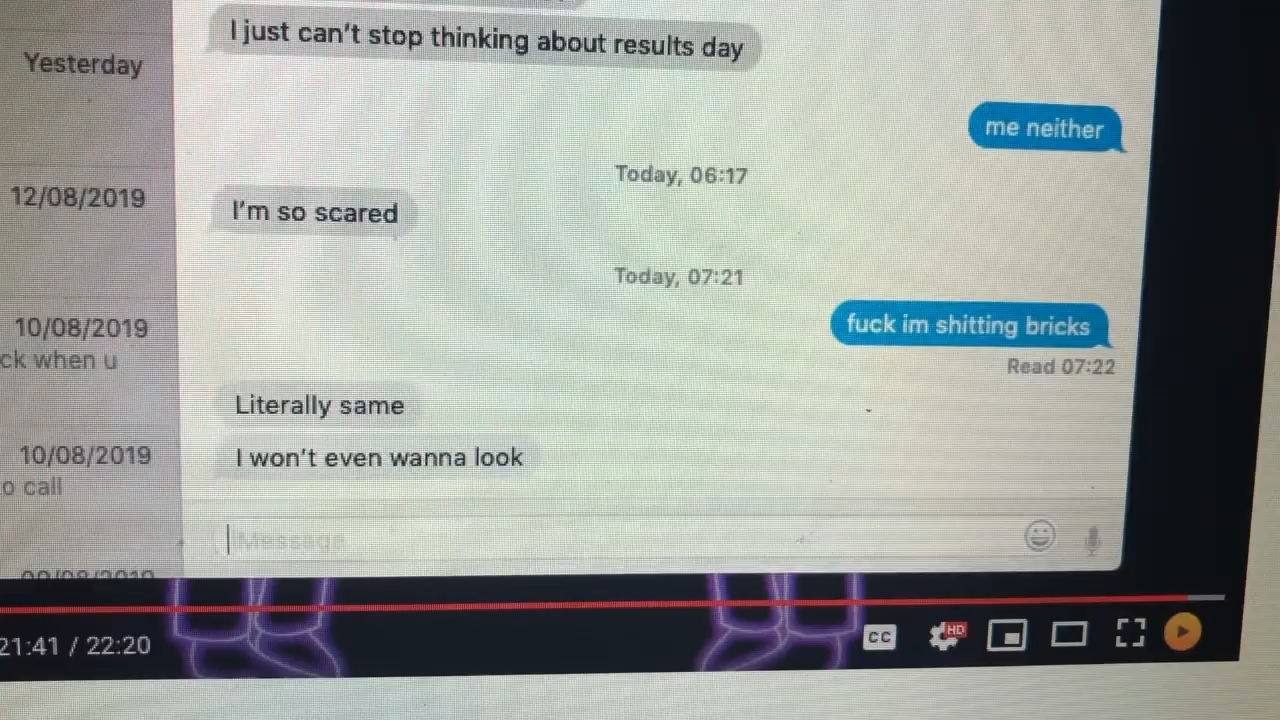 I just can't stop thinking about results day
Yesterday
me neither
Today, 06:17
12/08/2019
I'm so scared
Today, 07:21
10/08/2019
fuck im shitting bricks
ck when u
Read 07:22
Literally same
10/08/2019
I won't even wanna look
o call
Message
21:41 / 22:20
CC
HD